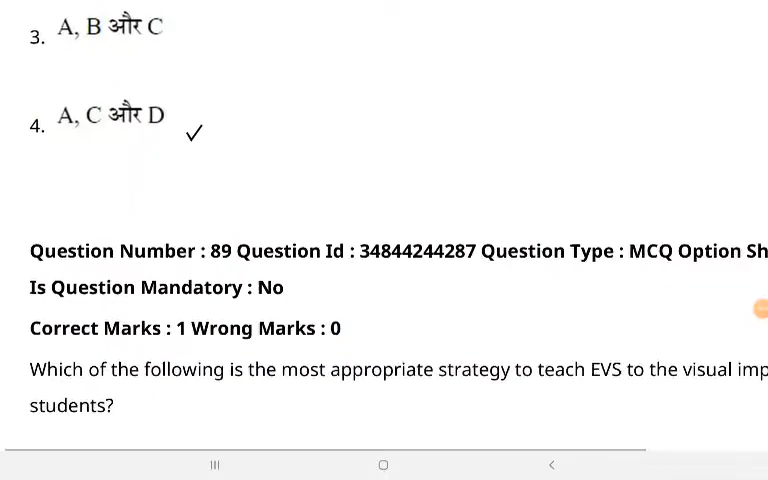 3. A, B और C
4. A, C और D ✓
Question Number : 89 Question Id : 34844244287 Question Type : MCQ Option Sh
Is Question Mandatory : No
Correct Marks : 1 Wrong Marks : 0
Which of the following is the most appropriate strategy to teach EVS to the visual imp
students?